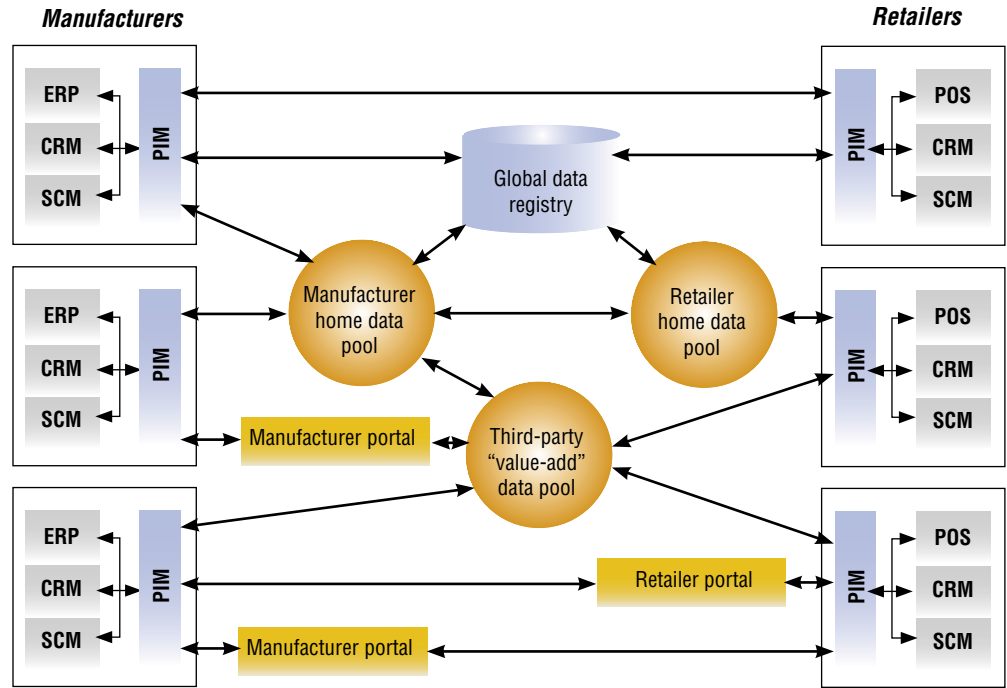 Manufacturers
Retailers
ERP
CRM
SCM
PIM
Global data
registry
PIM
POS
CRM
SCM
ERP
CRM
SCM
PIM
Manufacturer
home data
pool
Retailer
home data
pool
PIM
POS
CRM
SCM
Manufacturer portal
Third-party
“value-add”
data pool
ERP
CRM
SCM
PIM
Retailer portal
Manufacturer portal
PIM
POS
CRM
SCM